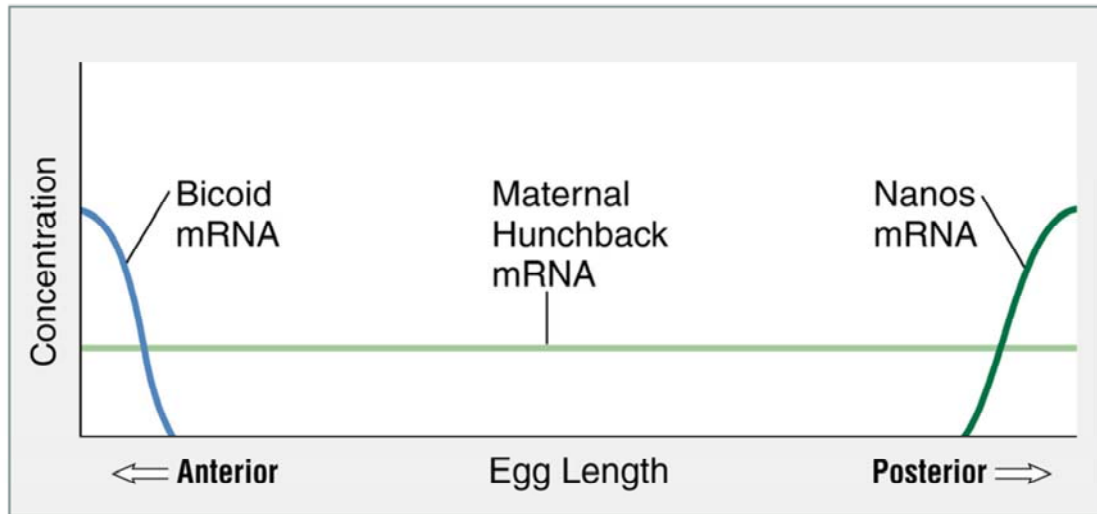 Concentration
Bicoid
mRNA
Maternal
Hunchback
mRNA
Nanos
mRNA
Anterior
Egg Length
Posterior